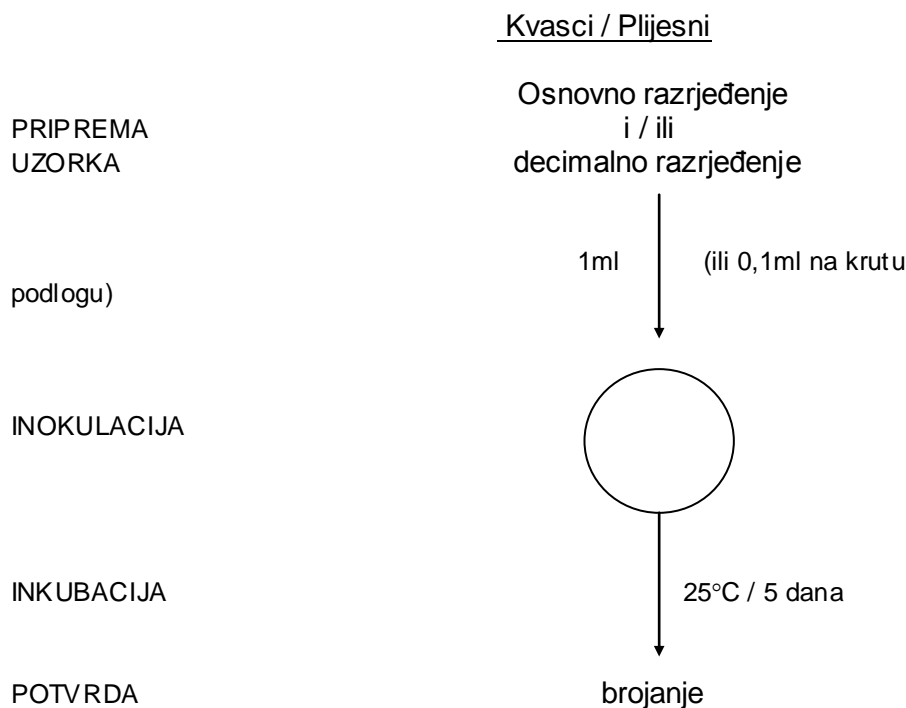 Kvasci / Plijesni
Osnovno razrjeđenje
PRIPREMA i / ili
UZORKA decimalno razrjeđenje
1ml (ili 0,1ml na krutu
podlogu)
INOKULACIJA
INKUBACIJA 25°C / 5 dana
POTVRDA brojanje